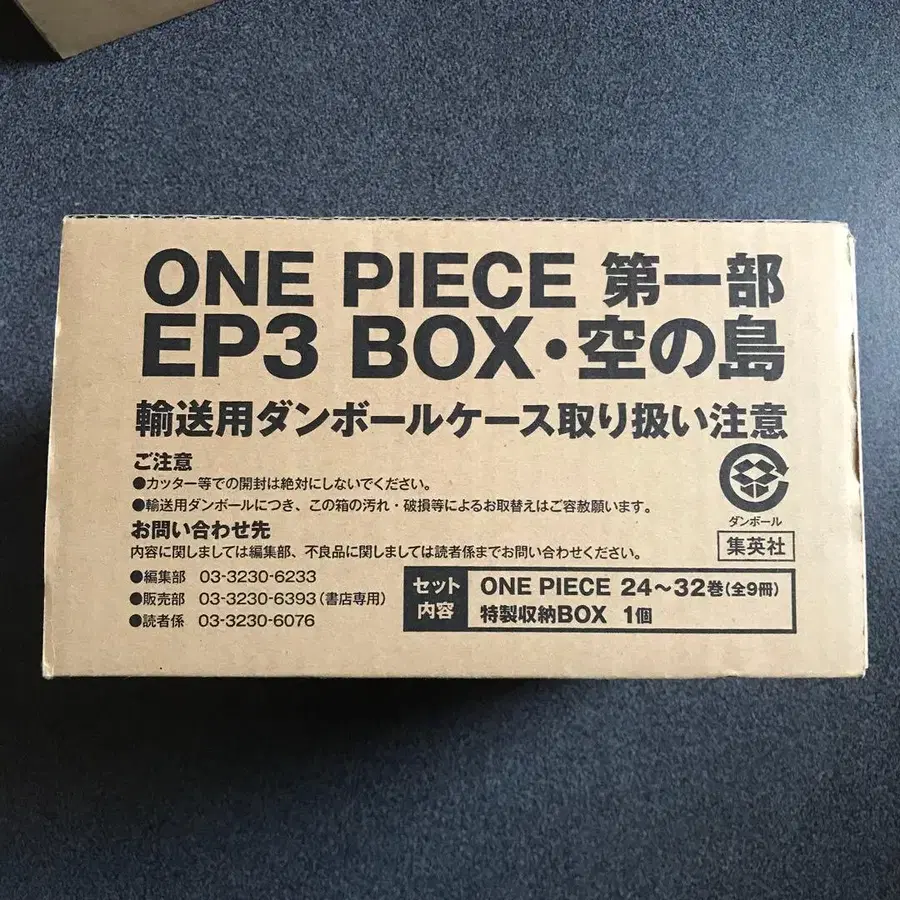 ONE PIECE 第一部
EP3 BOX・空の島
輸送用ダンボールケース取り扱い注意
ご注意
●カッター等での開封は絶対にしないでください。
●輸送用ダンボールにつき、この箱の汚れ・破損等によるお取替えはご容赦願います。
お問い合わせ先
内容に関しましては編集部、不良品に関しましては読者係までお問い合わせください。
●編集部 03-3230-6233
●販売部 03-3230-6393(書店専用)
●読者係 03-3230-6076
ダンボール
集英社
セット
内容
ONE PIECE 24～32巻(全9冊)
特製収納BOX 1個